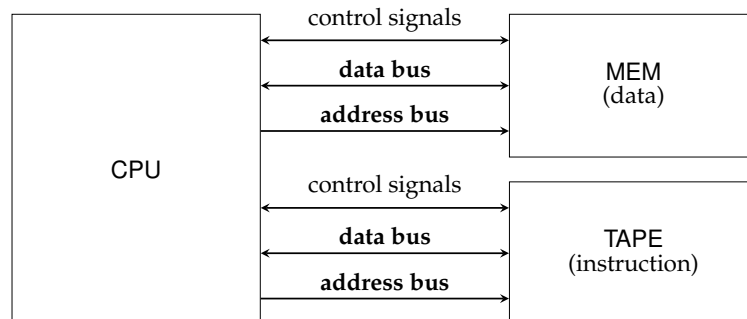 control signals
data bus
address bus
MEM
(data)
CPU
control signals
data bus
address bus
TAPE
(instruction)